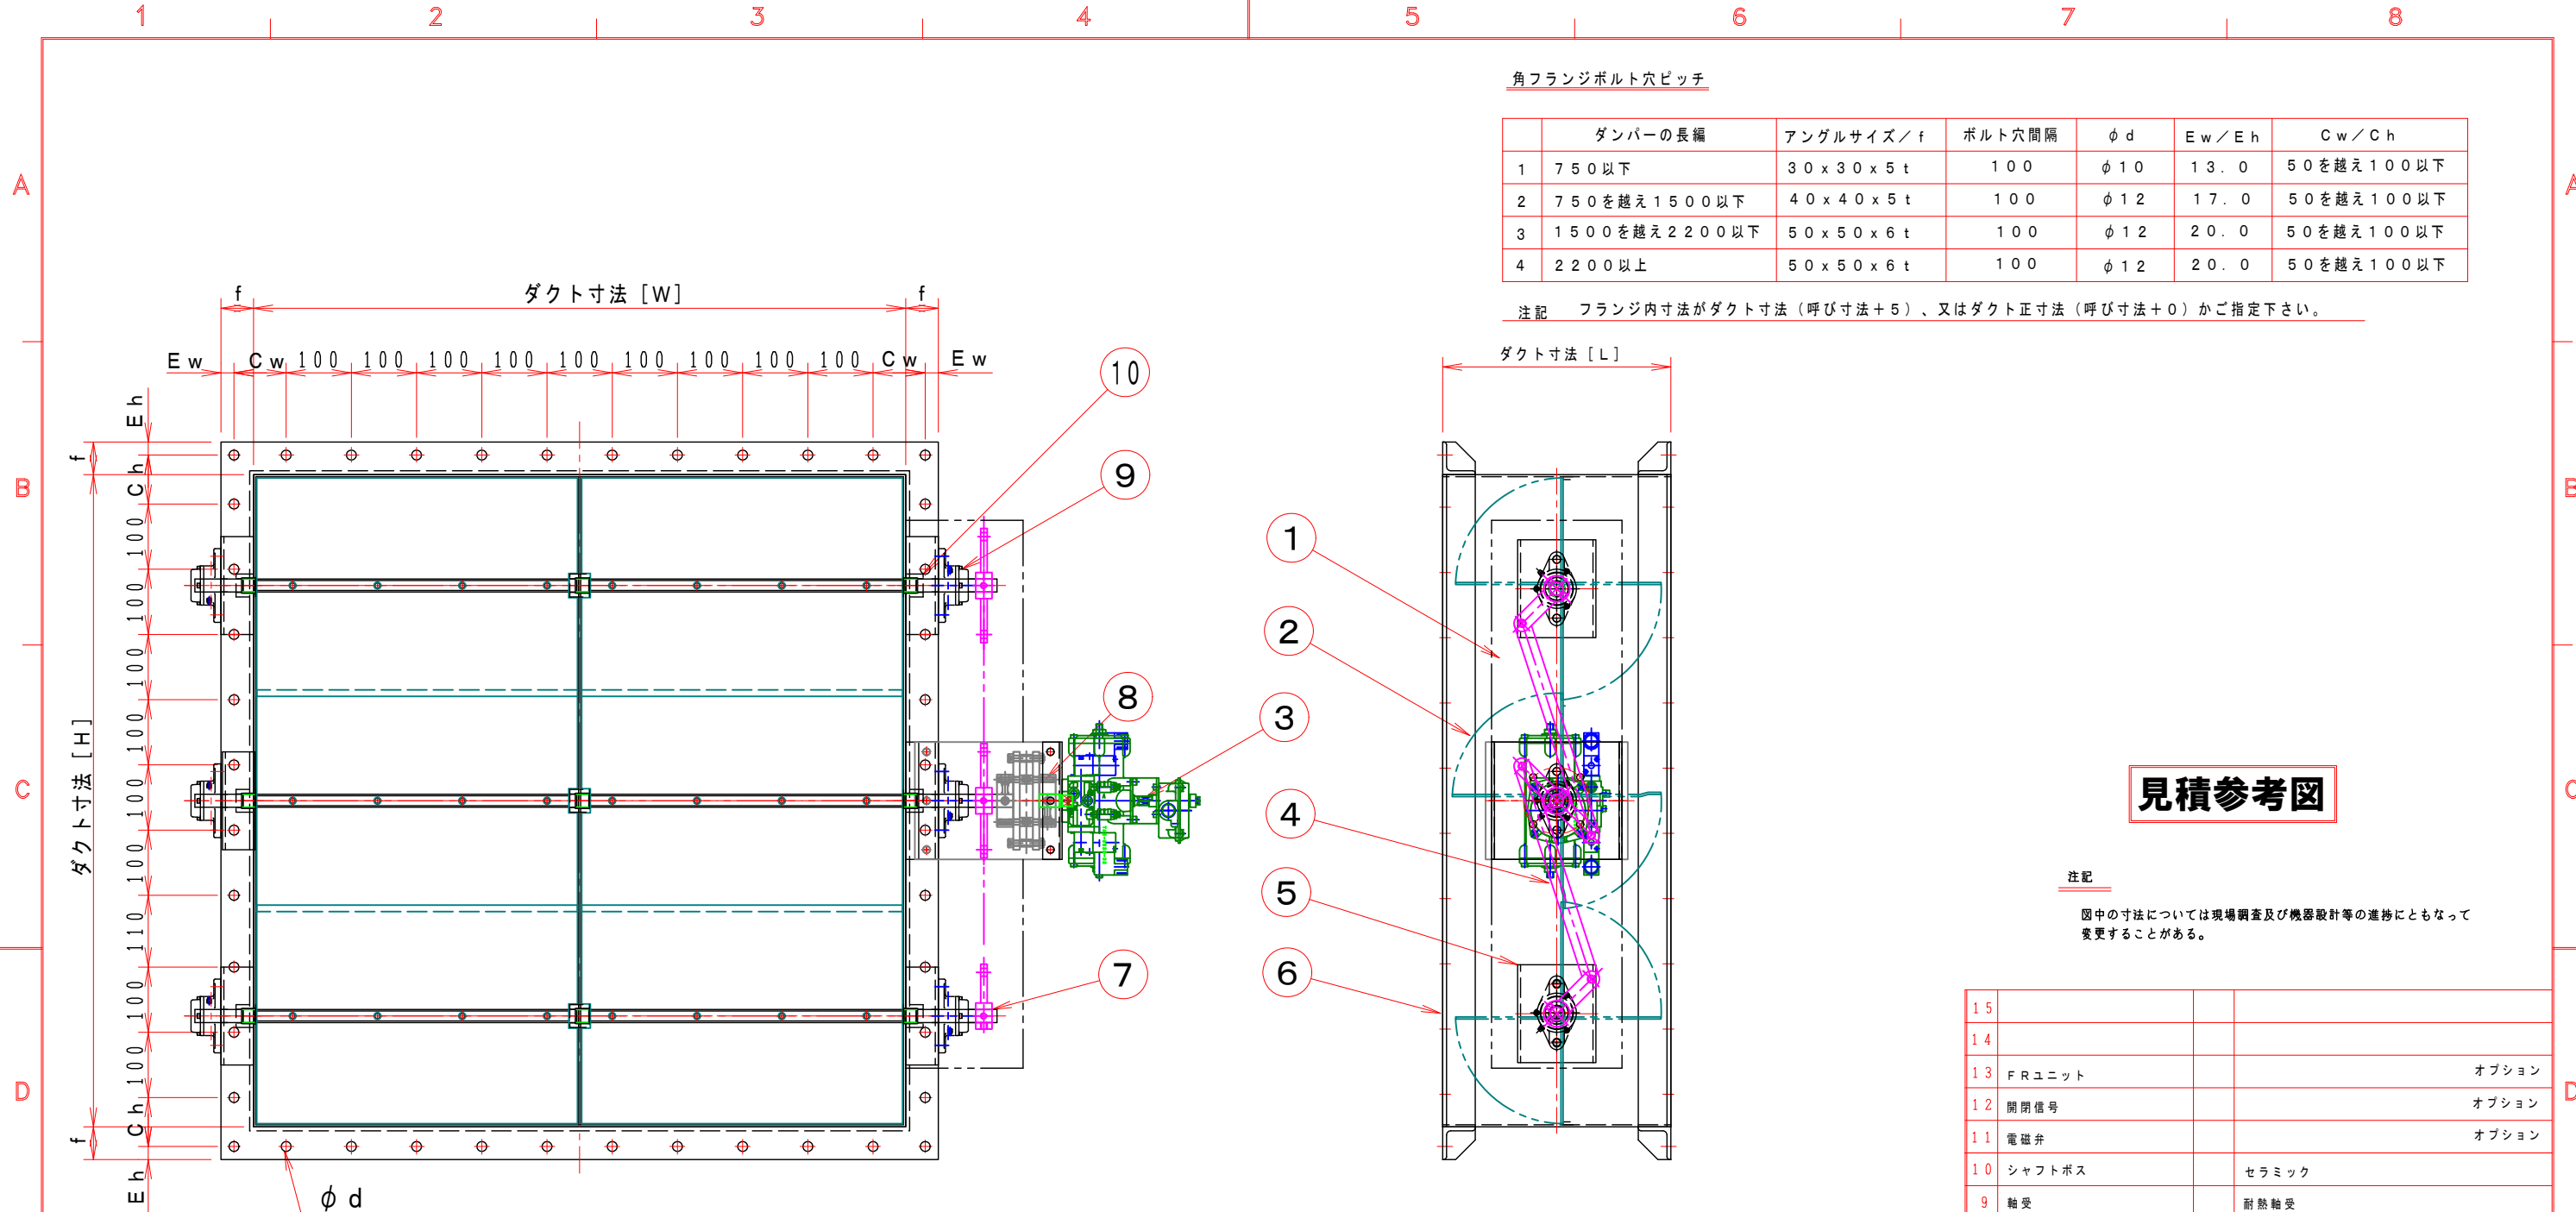 1 2 3 4 5 6 7 8
角フランジボルト穴ピッチ
ダンパーの長編 アングルサイズ／f ボルト穴間隔 φd Ew／Eh Cw／Ch
1 750以下 30x30x5t 100 φ10 13.0 50を越え100以下
2 750を越え1500以下 40x40x5t 100 φ12 17.0 50を越え100以下
3 1500を越え2200以下 50x50x6t 100 φ12 20.0 50を越え100以下
4 2200以上 50x50x6t 100 φ12 20.0 50を越え100以下
注記 フランジ内寸法がダクト寸法（呼び寸法＋5）、又はダクト正寸法（呼び寸法＋0）かご指定下さい。
A A
f ダクト寸法［W］ f
Ew Cw 100 100 100 100 100 100 100 100 100 Cw Ew
ダクト寸法［L］
10
9
8
3
7
1
2
4
5
6
B B
C C
D D
Eh
f
Ch
100
100
100
100
100
100
110
100
100
Ch
f
Eh
ダクト寸法［H］
φd
見積参考図
注記
図中の寸法については現場調査及び機器設計等の進捗にともなって
変更することがある。
15
14
13 FRユニット オプション
12 開閉信号 オプション
11 電磁弁 オプション
10 シャフトボス セラミック
9 軸受 耐熱軸受